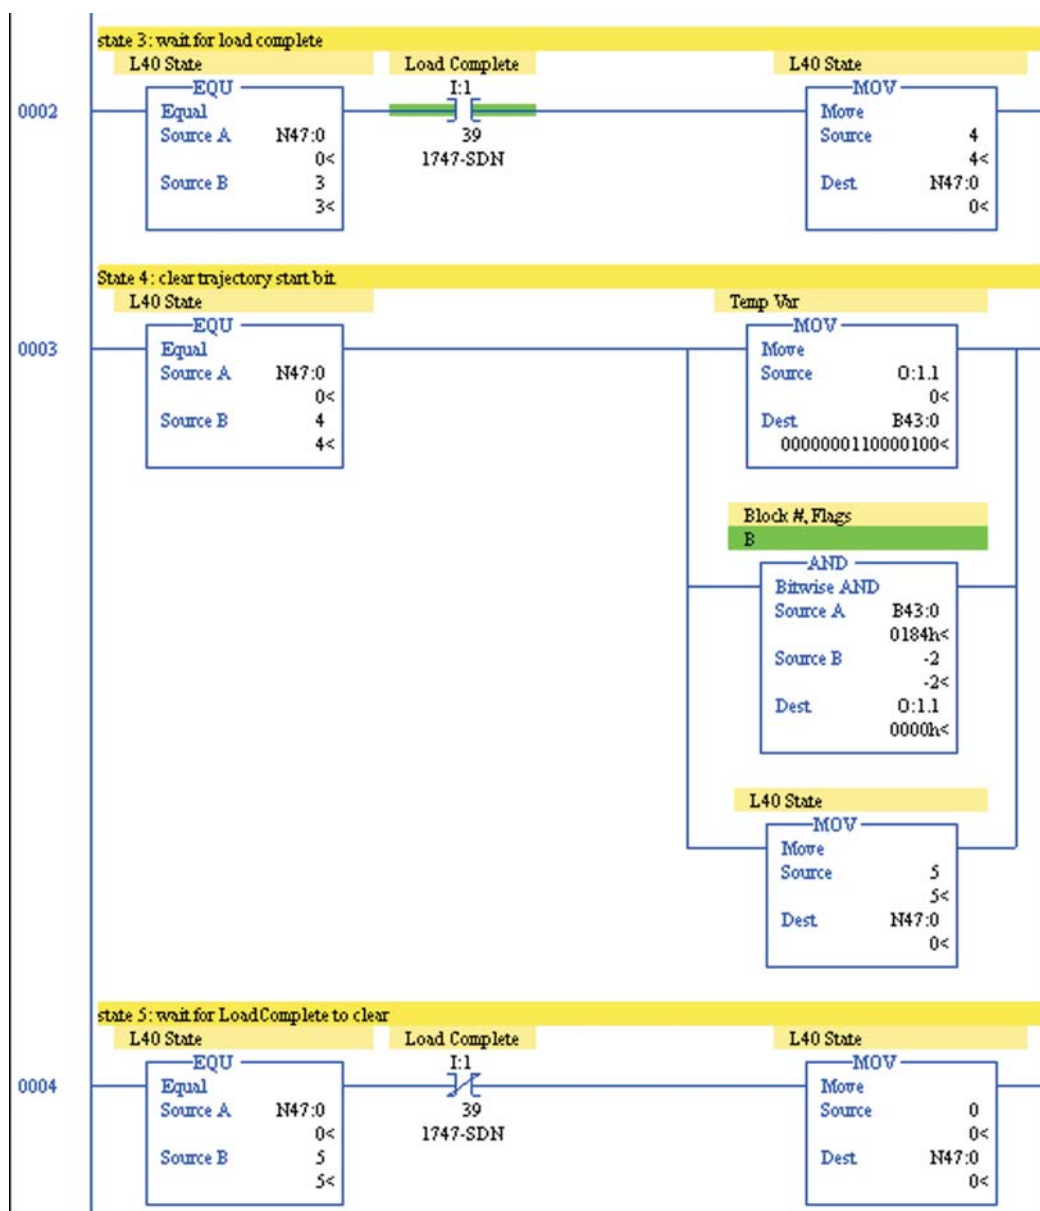 state 3: wait for load complete
L40 State Load Complete L40 State
EQU I:1 MOV
0002 Equal Move
Source A N47:0 39 Source 4
0< 1747-SDN 4<
Source B 3 Dest N47:0
3< 0<
State 4: clear trajectory start bit
L40 State Temp Var
EQU MOV
0003 Equal Move
Source A N47:0 Source O:1.1
0< 0<
Source B 4 Dest B43:0
4< 0000000110000100<
Block #, Flags
B
AND
Bitwise AND
Source A B43:0
0184h<
Source B -2
-2<
Dest O:1.1
0000h<
L40 State
MOV
Move
Source 5
5<
Dest N47:0
0<
state 5: wait for LoadComplete to clear
L40 State Load Complete L40 State
EQU I:1 MOV
0004 Equal Move
Source A N47:0 39 Source 0
0< 1747-SDN 0<
Source B 5 Dest N47:0
5< 0<